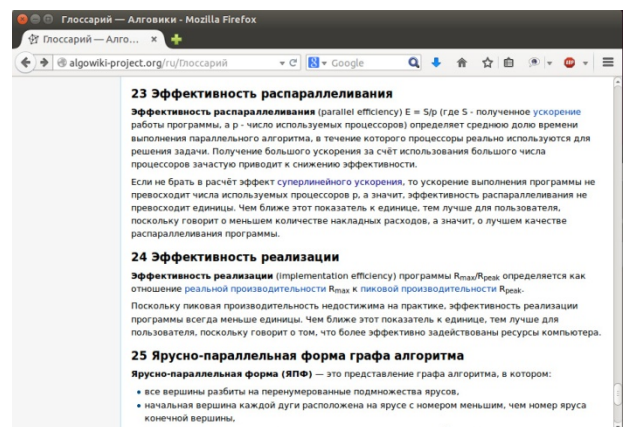 Глоссарий — Алговики - Mozilla Firefox
Глоссарий — Алго...
algowiki-project.org/ru/Глоссарий
Google
23 Эффективность распараллеливания
Эффективность распараллеливания (parallel efficiency) E = S/p (где S - полученное ускорение
работы программы, а p - число используемых процессоров) определяет среднюю долю времени
выполнения параллельного алгоритма, в течение которого процессоры реально используются для
решения задачи. Получение большого ускорения за счёт использования большого числа
процессоров зачастую приводит к снижению эффективности.
Если не брать в расчёт эффект суперлинейного ускорения, то ускорение выполнения программы не
превосходит числа используемых процессоров p, а значит, эффективность распараллеливания не
превосходит единицы. Чем ближе этот показатель к единице, тем лучше для пользователя,
поскольку говорит о меньшем количестве накладных расходов, а значит, о лучшем качестве
распараллеливания программы.
24 Эффективность реализации
Эффективность реализации (implementation efficiency) программы Rmax/Rpeak определяется как
отношение реальной производительности Rmax к пиковой производительности Rpeak.
Поскольку пиковая производительность недостижима на практике, эффективность реализации
программы всегда меньше единицы. Чем ближе этот показатель к единице, тем лучше для
пользователя, поскольку говорит о том, что более эффективно задействованы ресурсы компьютера.
25 Ярусно-параллельная форма графа алгоритма
Ярусно-параллельная форма (ЯПФ) — это представление графа алгоритма, в котором:
• все вершины разбиты на перенумерованные подмножества ярусов,
• начальная вершина каждой дуги расположена на ярусе с номером меньшим, чем номер яруса
конечной вершины,